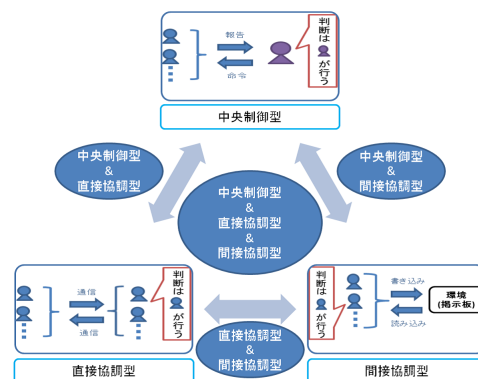 報告
命令
判断は
が行う
中央制御型
中央制御型
&
直接協調型
中央制御型
&
間接協調型
中央制御型
&
直接協調型
&
間接協調型
通信
通信
判断は
が行う
直接協調型
直接協調型
&
間接協調型
判断は
が行う
書き込み
読み込み
環境
(掲示板)
間接協調型